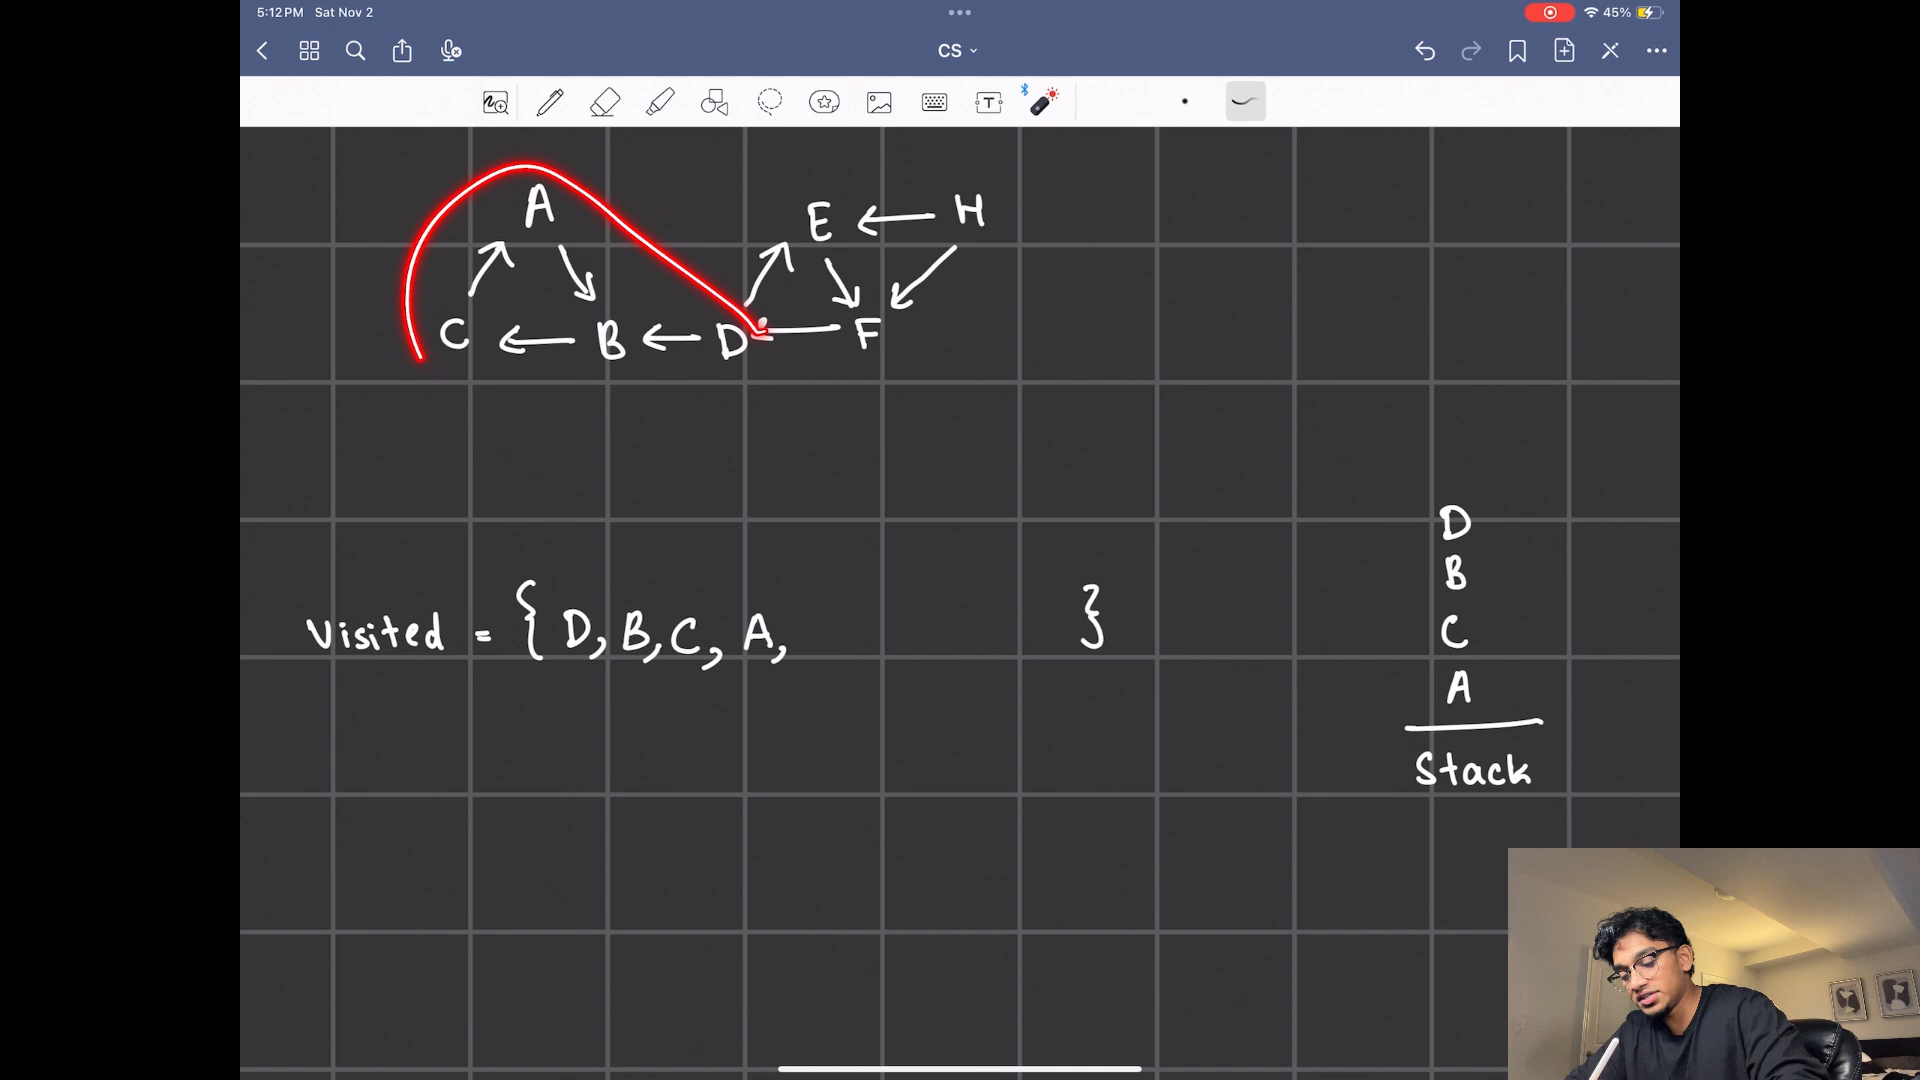 5:12 PM Sat Nov 2
45%
CS
T
A
E H
C B D F
D
B
Visited = { D, B, C, A, }
C
A
Stack